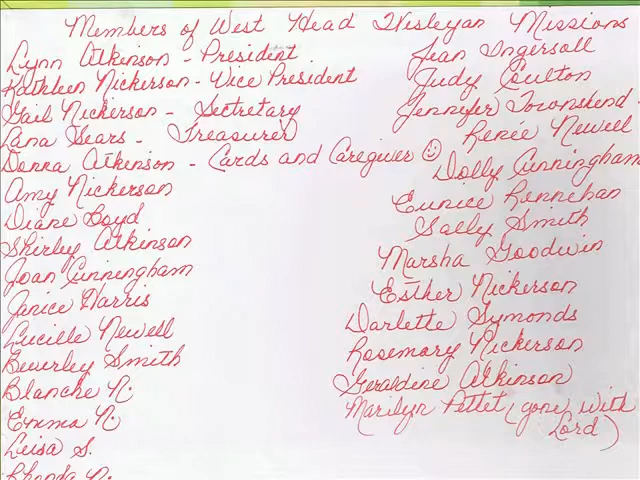 Members of West Head Wesleyan Missions
Lynn Atkinson - President
Kathleen Nickerson - Vice President
Gail Nickerson - Secretary
Lana Sears - Treasurer
Donna Atkinson - Cards and Caregiver ☺
Amy Nickerson
Diane Boyd
Shirley Atkinson
Joan Cunningham
Janice Harris
Lucille Newell
Beverley Smith
Blanche N.
Emma N.
Leisa S.
Rhonda N.
Jean Ingersoll
Judy Coulton
Jennifer Townshend
Renée Newell
Dolly Cunningham
Eunice Kennehan
Sally Smith
Marsha Goodwin
Esther Nickerson
Darlette Symonds
Rosemary Nickerson
Geraldine Atkinson
Marilyn Pettet (gone with
Lord)